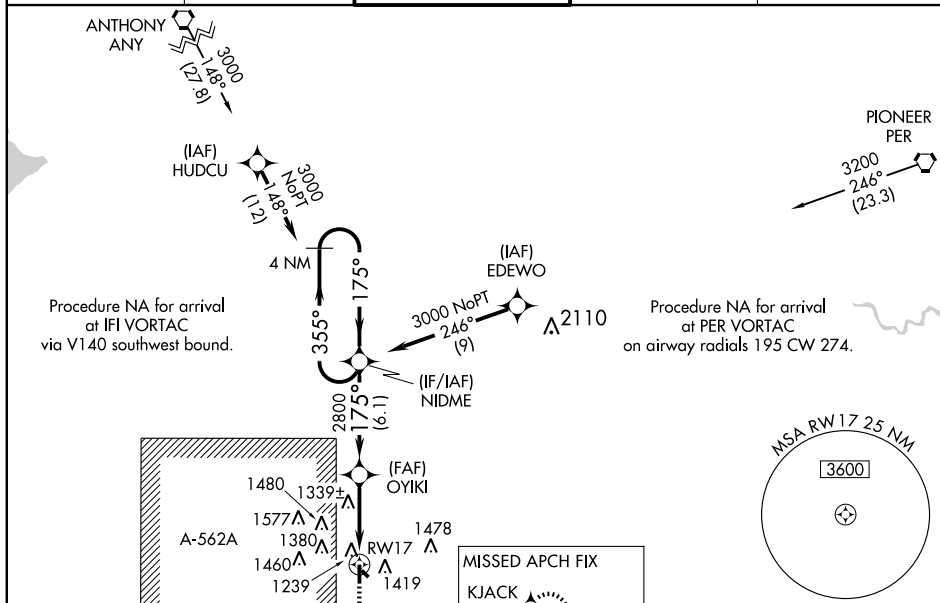 ANTHONY
ANY
3000
148°
(27.8)
PIONEER
PER
3200
246°
(23.3)
(IAF)
HUDCU
3000
NoPT
148°
(12)
4 NM
175°
355°
(IAF)
EDEWO
3000 NoPT
246°
(9)
2110
Procedure NA for arrival
at IFI VORTAC
via V140 southwest bound.
Procedure NA for arrival
at PER VORTAC
on airway radials 195 CW 274.
(IF/IAF)
NIDME
2800
175°
(6.1)
(FAF)
OYIKI
MSA RW17 25 NM
3600
A-562A
1480
1339±
1577
1380
1460
1239
RW17
1478
1419
MISSED APCH FIX
KJACK